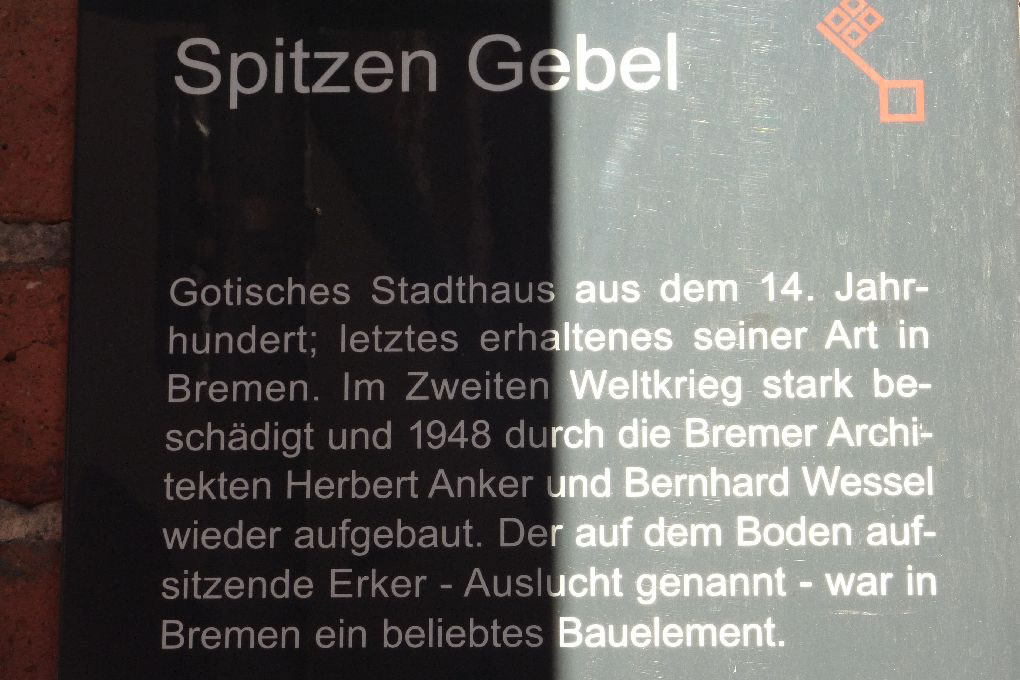 Spitzen Gebel
Gotisches Stadthaus aus dem 14. Jahr-
hundert; letztes erhaltenes seiner Art in
Bremen. Im Zweiten Weltkrieg stark be-
schädigt und 1948 durch die Bremer Archi-
tekten Herbert Anker und Bernhard Wessel
wieder aufgebaut. Der auf dem Boden auf-
sitzende Erker - Auslucht genannt - war in
Bremen ein beliebtes Bauelement.